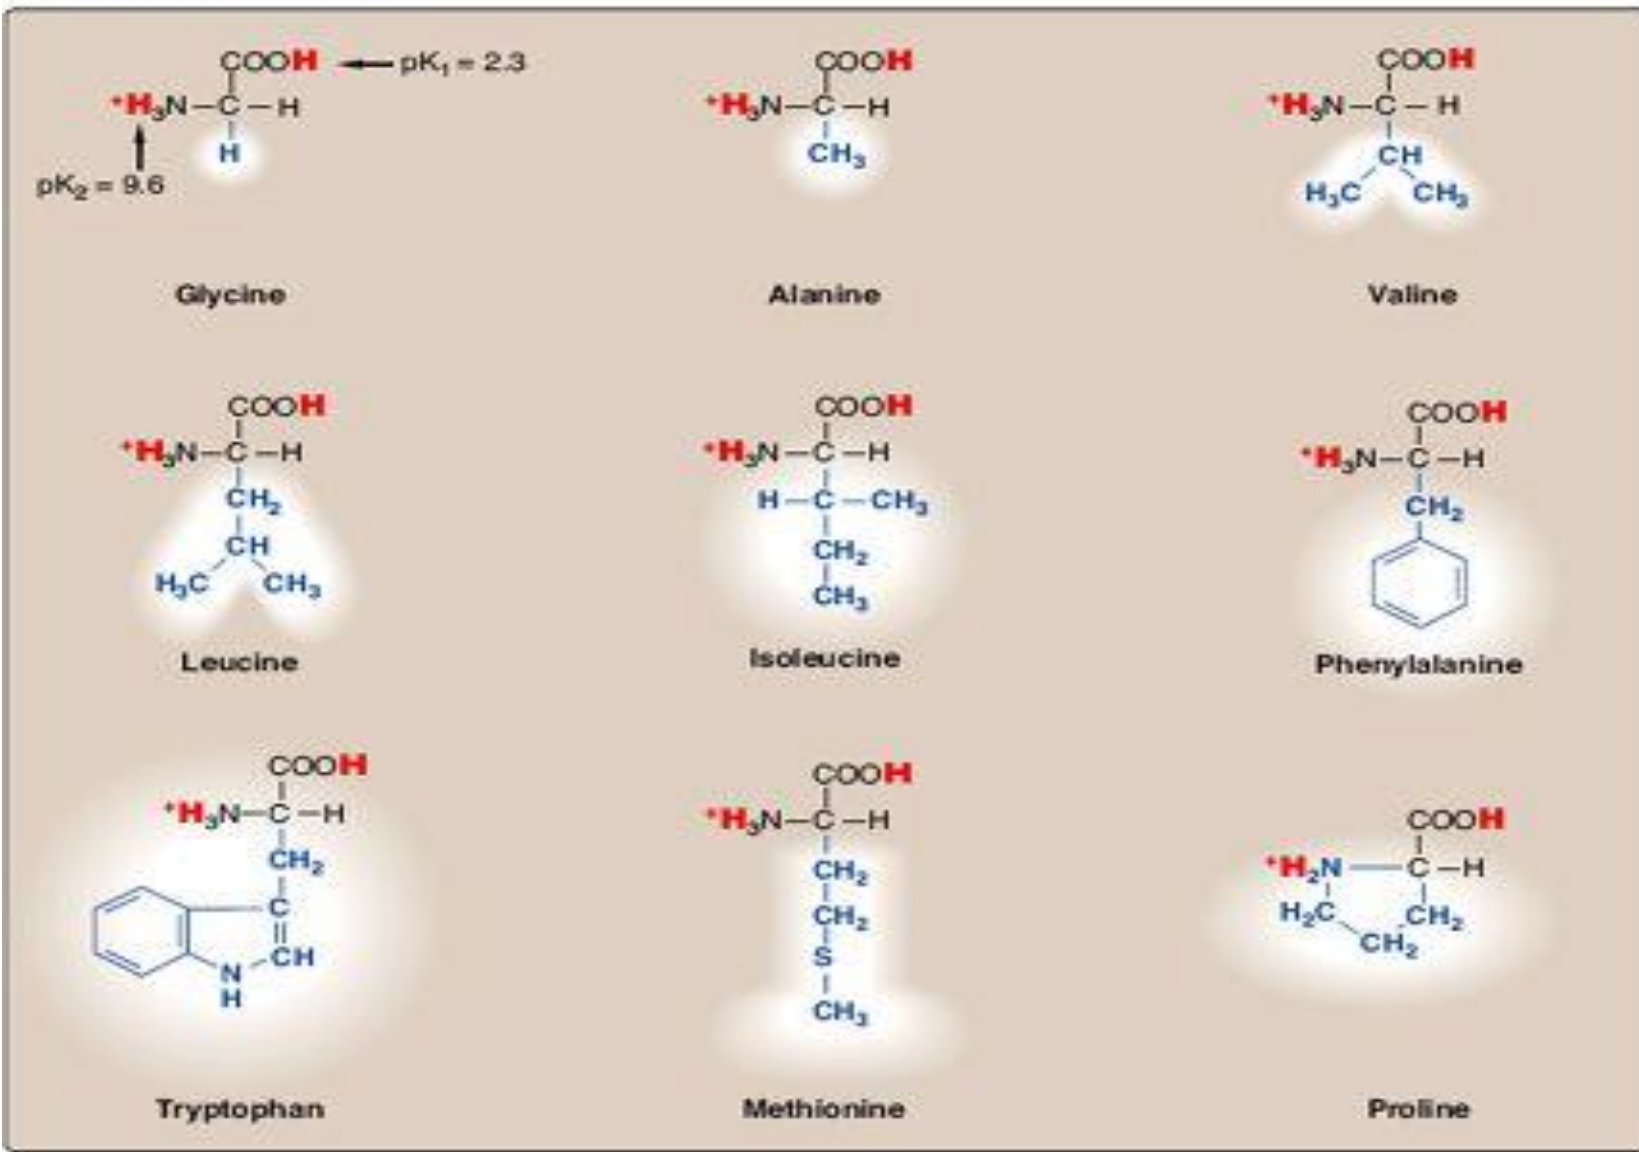 COOH ← pK₁ = 2.3
⁺H₃N–C–H
H
pK₂ = 9.6
Glycine
COOH
⁺H₃N–C–H
CH₃
Alanine
COOH
⁺H₃N–C–H
CH
H₃C CH₃
Valine
COOH
⁺H₃N–C–H
CH₂
CH
H₃C CH₃
Leucine
COOH
⁺H₃N–C–H
H–C–CH₃
CH₂
CH₃
Isoleucine
COOH
⁺H₃N–C–H
CH₂
Phenylalanine
COOH
⁺H₃N–C–H
CH₂
C
CH
N
H
Tryptophan
COOH
⁺H₃N–C–H
CH₂
CH₂
S
CH₃
Methionine
COOH
⁺H₂N–C–H
H₂C CH₂
CH₂
Proline